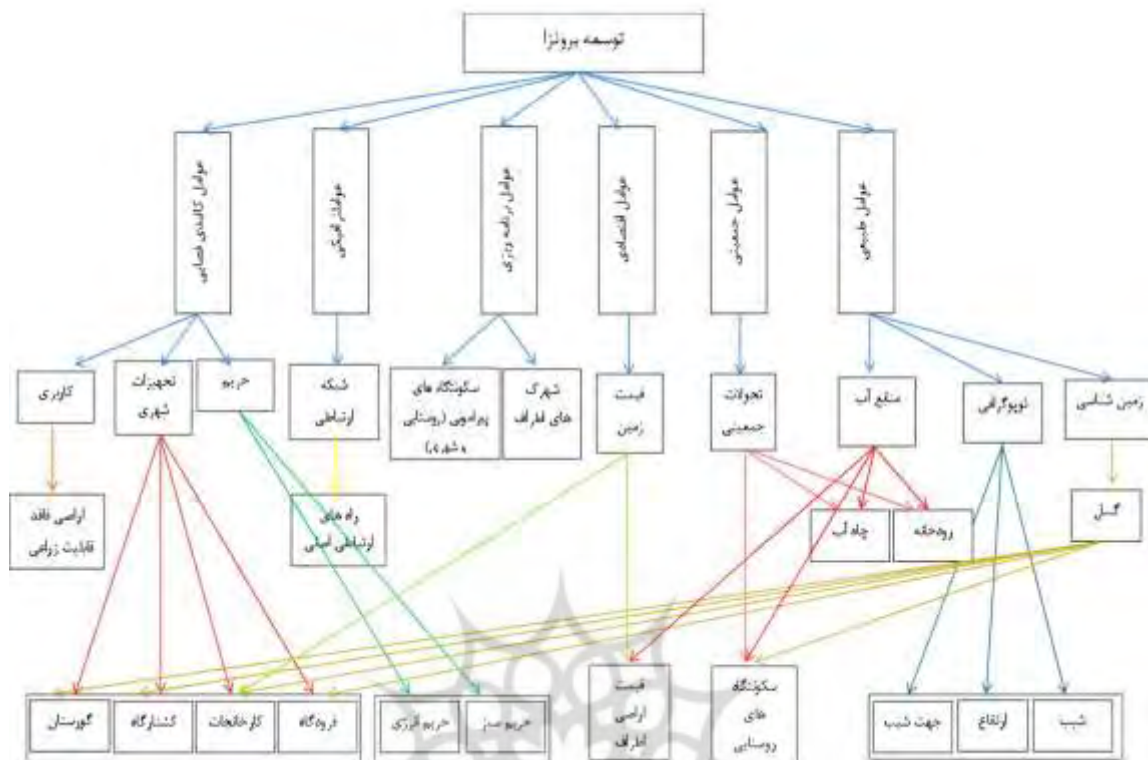 توسعه برونزا
عوامل طبیعی
عوامل جمعیتی
عوامل اقتصادی
عوامل برنامه ریزی
عوامل ترافیکی
عوامل کالبدی فضایی
زمین شناسی
توپوگرافی
منابع آب
تحولات
جمعیتی
قیمت
زمین
شهرک
های اطراف
سکونتگاه های
پیرامونی (روستایی
و شهری)
شبکه
ارتباطی
حریم
تجهیزات
شهری
کاربری
گسل
رودخانه
چاه آب
راه های
ارتباطی اصلی
اراضی فاقد
قابلیت زراعی
شیب
ارتفاع
جهت شیب
سکونتگاه
های
روستایی
قیمت
اراضی
اطراف
حریم سبز
حریم انرژی
فرودگاه
کارخانجات
کشتارگاه
گورستان